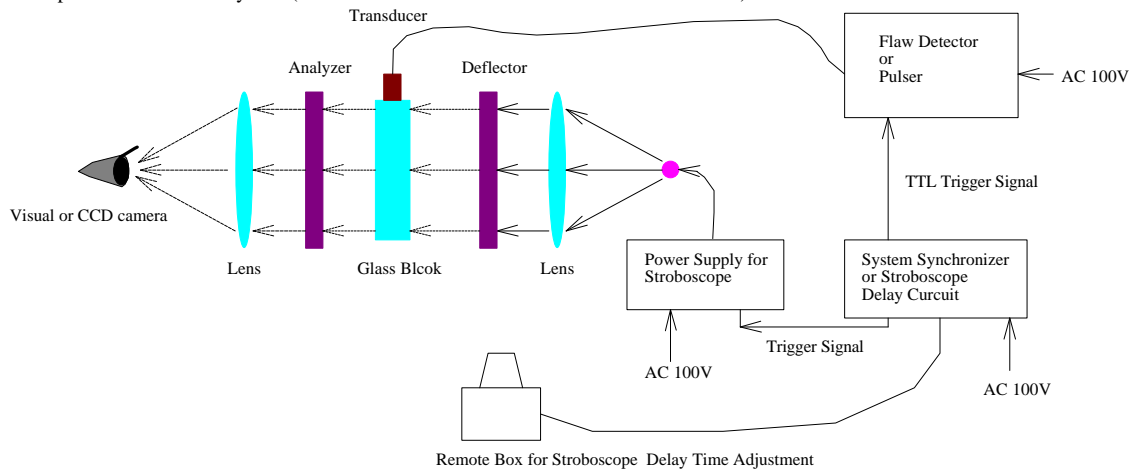 Transducer
Flaw Detector
or
Pulser
AC 100V
Analyzer
Deflector
TTL Trigger Signal
Visual or CCD camera
Lens
Glass Blcok
Lens
Power Supply for
Stroboscope
System Synchronizer
or Stroboscope
Delay Curcuit
Trigger Signal
AC 100V
AC 100V
Remote Box for Stroboscope Delay Time Adjustment